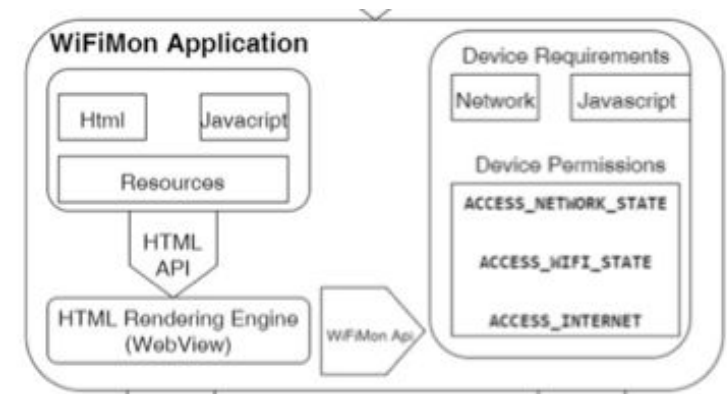 WiFiMon Application
Html
Javacript
Resources
HTML
API
HTML Rendering Engine
(WebView)
WiFiMon Api
Device Requirements
Network
Javascript
Device Permissions
ACCESS_NETWORK_STATE
ACCESS_WIFI_STATE
ACCESS_INTERNET